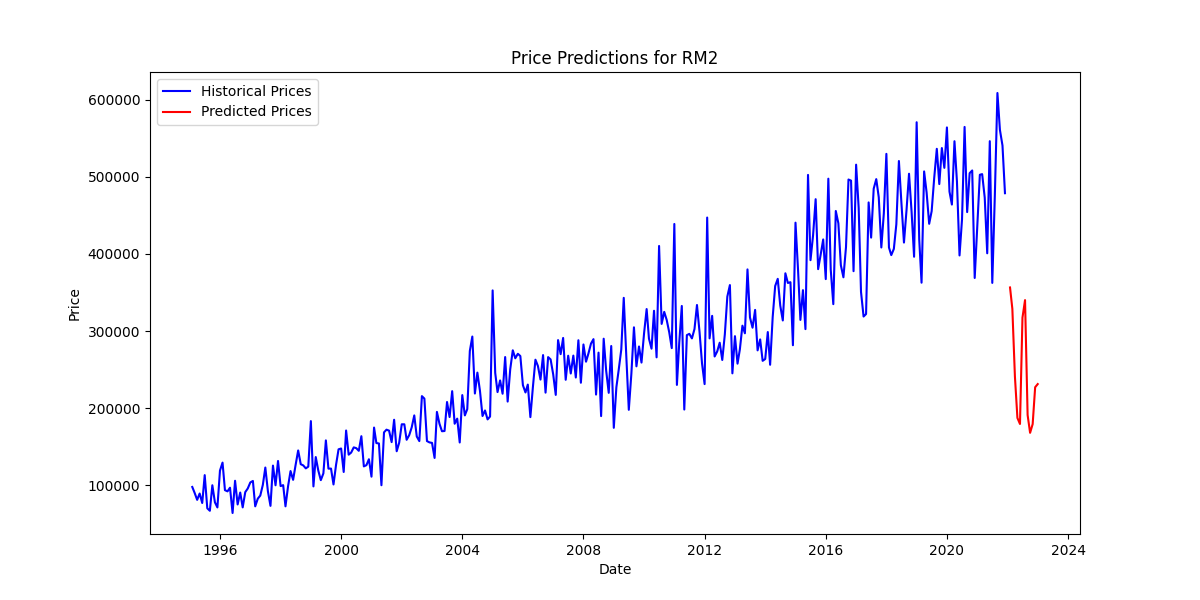 Price Predictions for RM2
Historical Prices
Predicted Prices
600000
500000
400000
300000
200000
100000
Price
1996
2000
2004
2008
2012
2016
2020
2024
Date